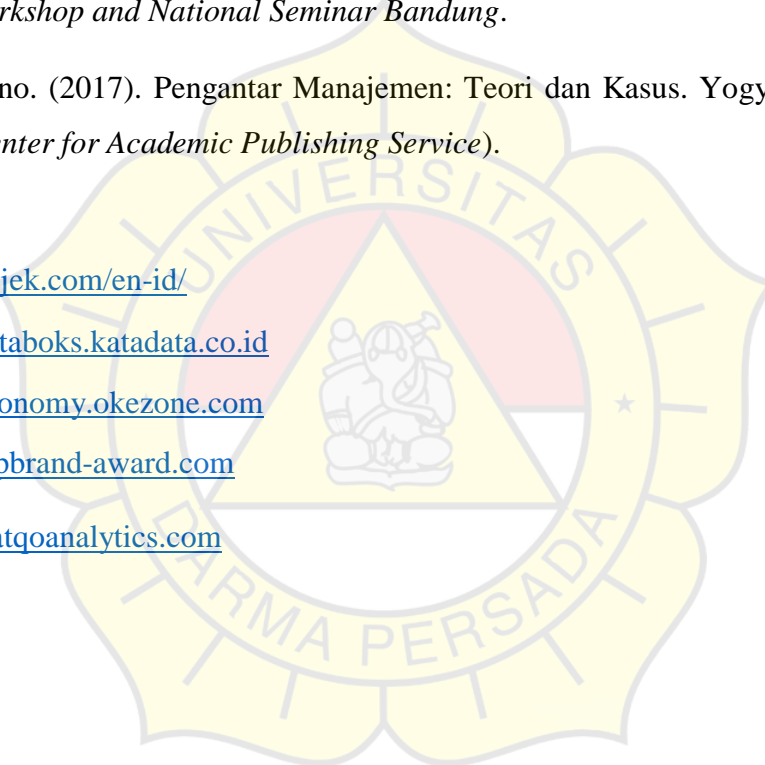 rkshop and National Seminar Bandung.
no. (2017). Pengantar Manajemen: Teori dan Kasus. Yogy
nter for Academic Publishing Service).
UNIVERSITAS
jek.com/en-id/
taboks.katadata.co.id
onomy.okezone.com
pbrand-award.com
atqoanalytics.com
DARMA PERSADA